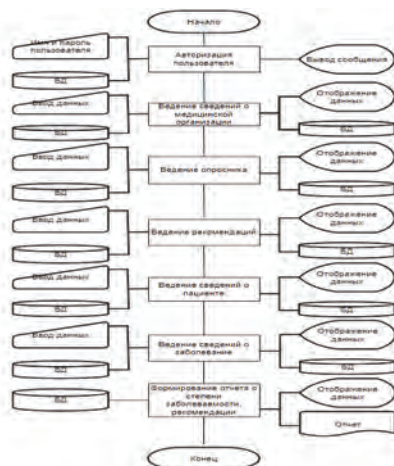 Начало
Имя и пароль
пользователя
БД
Авторизация
пользователя
Вывод сообщения
Ввод данных
БД
Ведение сведений о
медицинской
организации
Отображение
данных
БД
Ввод данных
БД
Ведение опросника
Отображение
данных
БД
Ввод данных
БД
Ведение рекомендаций
Отображение
данных
БД
Ввод данных
БД
Ведение сведений о
пациенте
Отображение
данных
БД
Ввод данных
БД
Ведение сведений о
заболевание
Отображение
данных
БД
БД
Формирование отчета о
степени
заболеваемости,
рекомендации
Отображение
данных
Отчет
Конец